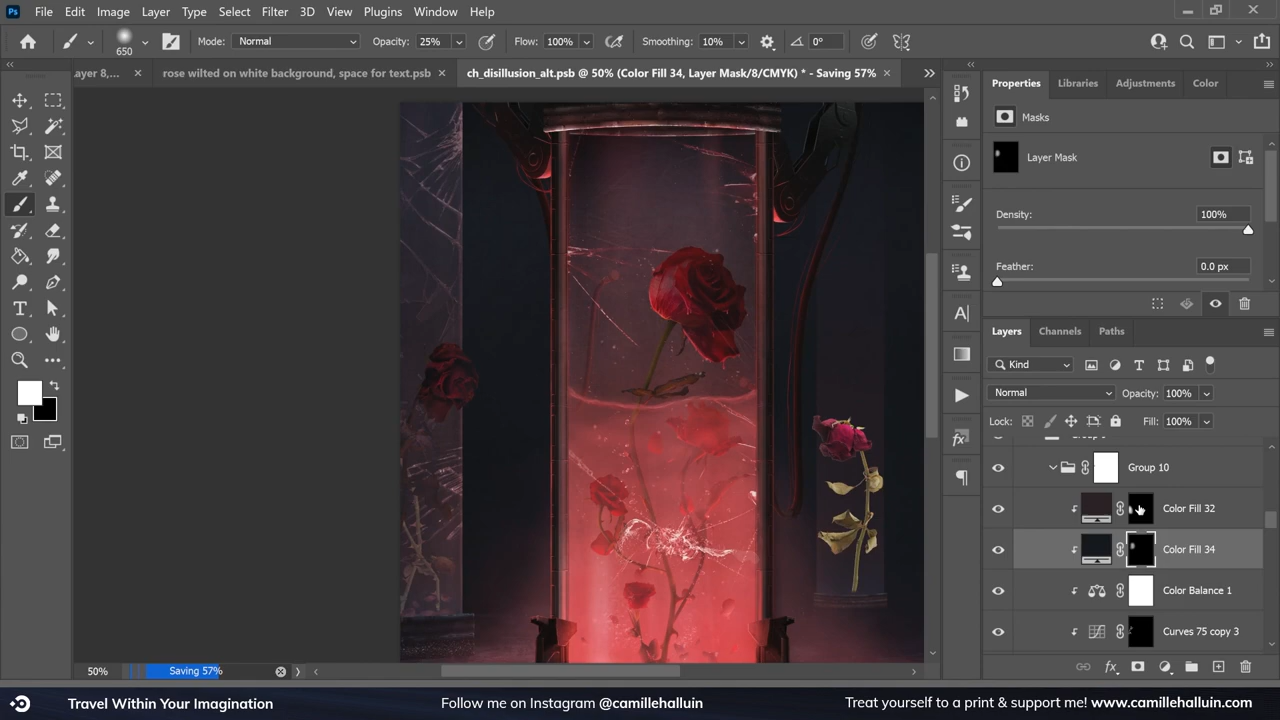 Ps File Edit Image Layer Type Select Filter 3D View Plugins Window Help
650 Mode: Normal Opacity: 25% Flow: 100% Smoothing: 10% 0°
ayer 8,... × rose wilted on white background, space for text.psb × ch_disillusion_alt.psb @ 50% (Color Fill 34, Layer Mask/8/CMYK) * - Saving 57% ×
Properties Libraries Adjustments Color
Masks
Layer Mask
Density: 100%
Feather: 0.0 px
Layers Channels Paths
Kind
Normal Opacity: 100%
Lock: Fill: 100%
Group 10
Color Fill 32
Color Fill 34
Color Balance 1
Curves 75 copy 3
50% Saving 57%
Travel Within Your Imagination Follow me on Instagram @camillehalluin Treat yourself to a print & support me! www.camillehalluin.com